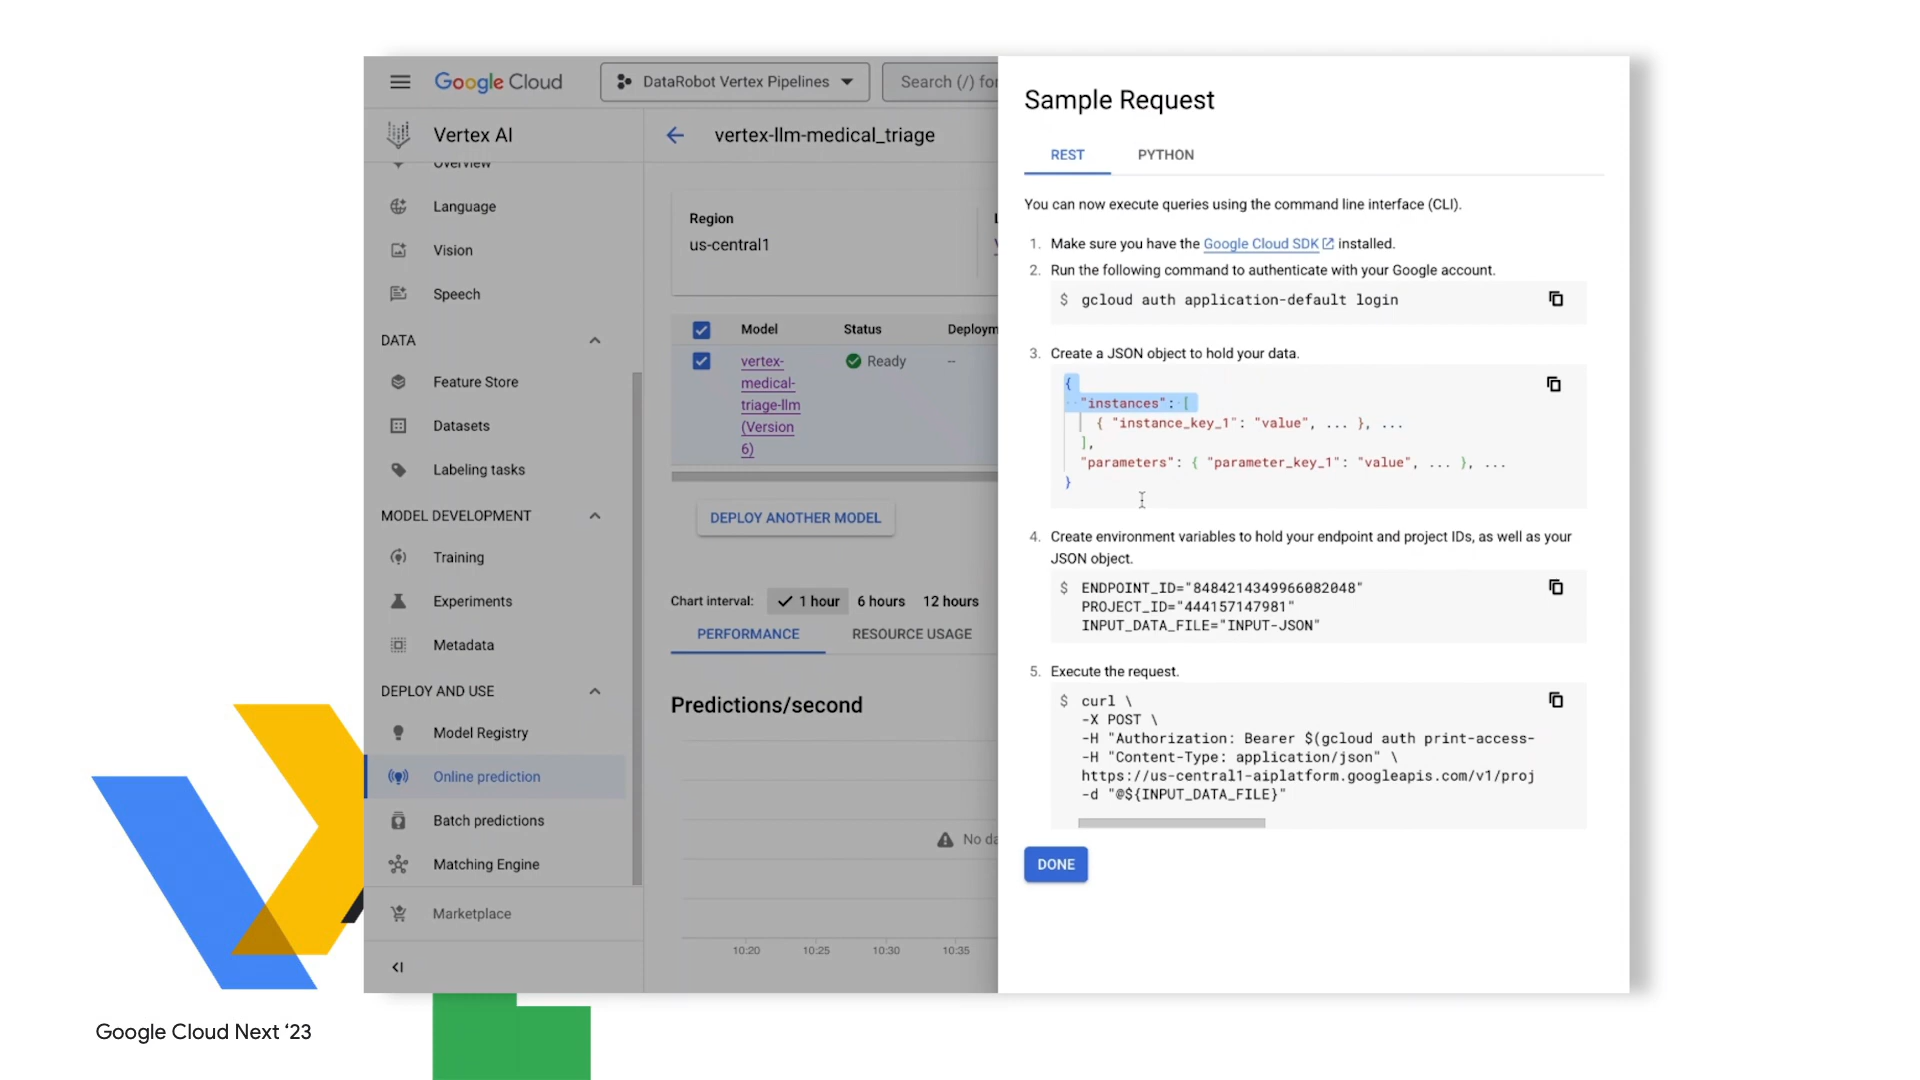 Google Cloud
DataRobot Vertex Pipelines
Search (/) for
Vertex AI
Overview
Language
Vision
Speech
DATA
Feature Store
Datasets
Labeling tasks
MODEL DEVELOPMENT
Training
Experiments
Metadata
DEPLOY AND USE
Model Registry
Online prediction
Batch predictions
Matching Engine
Marketplace
vertex-llm-medical_triage
Region
us-central1
Model Status Deploym
vertex-
medical-
triage-llm
(Version
6)
Ready
--
DEPLOY ANOTHER MODEL
Chart interval: 1 hour 6 hours 12 hours
PERFORMANCE RESOURCE USAGE
Predictions/second
No da
10:20 10:25 10:30 10:35
Sample Request
REST PYTHON
You can now execute queries using the command line interface (CLI).
1. Make sure you have the Google Cloud SDK installed.
2. Run the following command to authenticate with your Google account.
$ gcloud auth application-default login
3. Create a JSON object to hold your data.
{
"instances": [
{ "instance_key_1": "value", ... }, ...
],
"parameters": { "parameter_key_1": "value", ... }, ...
}
4. Create environment variables to hold your endpoint and project IDs, as well as your
JSON object.
$ ENDPOINT_ID="8484214349966082048"
PROJECT_ID="444157147981"
INPUT_DATA_FILE="INPUT-JSON"
5. Execute the request.
$ curl \
-X POST \
-H "Authorization: Bearer $(gcloud auth print-access-
-H "Content-Type: application/json" \
https://us-central1-aiplatform.googleapis.com/v1/proj
-d "@${INPUT_DATA_FILE}"
DONE
Google Cloud Next ‘23